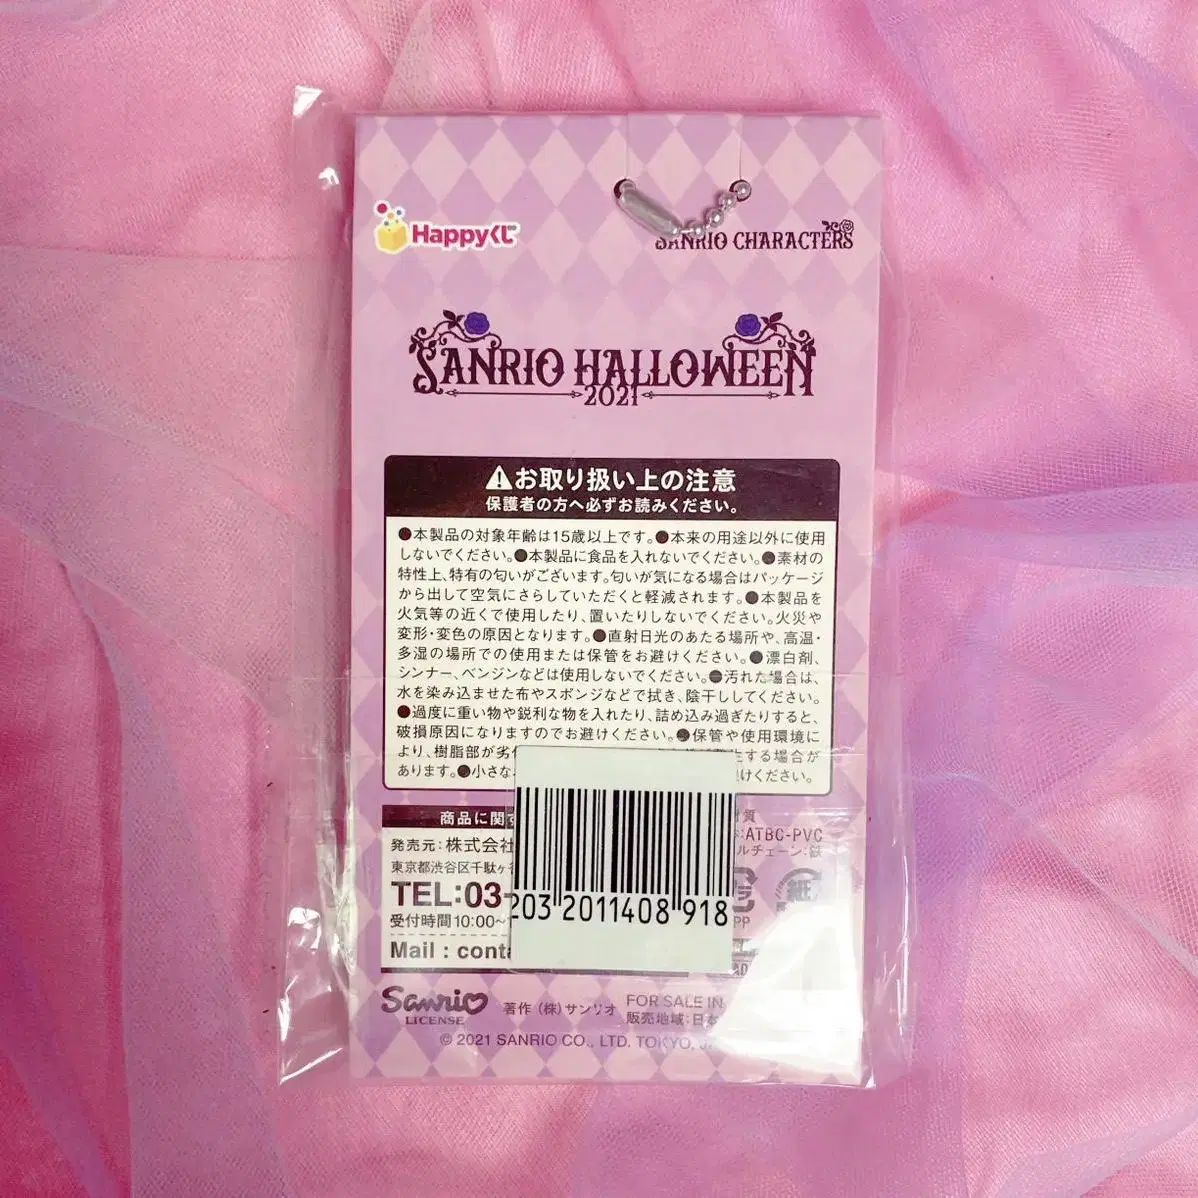 Happyくじ
SANRIO CHARACTERS
SANRIO HALLOWEEN
2021
お取り扱い上の注意
保護者の方へ必ずお読みください。
●本製品の対象年齢は15歳以上です。●本来の用途以外に使用
しないでください。●本製品に食品を入れないでください。●素材の
特性上、特有の匂いがございます。匂いが気になる場合はパッケージ
から出して空気にさらしていただくと軽減されます。●本製品を
火気等の近くで使用したり、置いたりしないでください。火災や
変形・変色の原因となります。●直射日光のあたる場所や、高温・
多湿の場所での使用または保管をお避けください。●漂白剤、
シンナー、ベンジンなどは使用しないでください。●汚れた場合は、
水を染み込ませた布やスポンジなどで拭き、陰干ししてください。
●過度に重い物や鋭利な物を入れたり、詰め込み過ぎたりすると、
破損原因になりますのでお避けください。●保管や使用環境に
より、樹脂部が劣 生する場合が
あります。●小さな けください。
商品に関す 材質
発売元:株式会社 :ATBC-PVC
東京都渋谷区千駄ヶ谷 ルチェーン:鉄
TEL:03-
受付時間10:00~
Mail : conta
紙
PP
203 2011408 918
Sanrio
LICENSE
著作 (株)サンリオ
FOR SALE IN
販売地域:日本
© 2021 SANRIO CO., LTD. TOKYO,